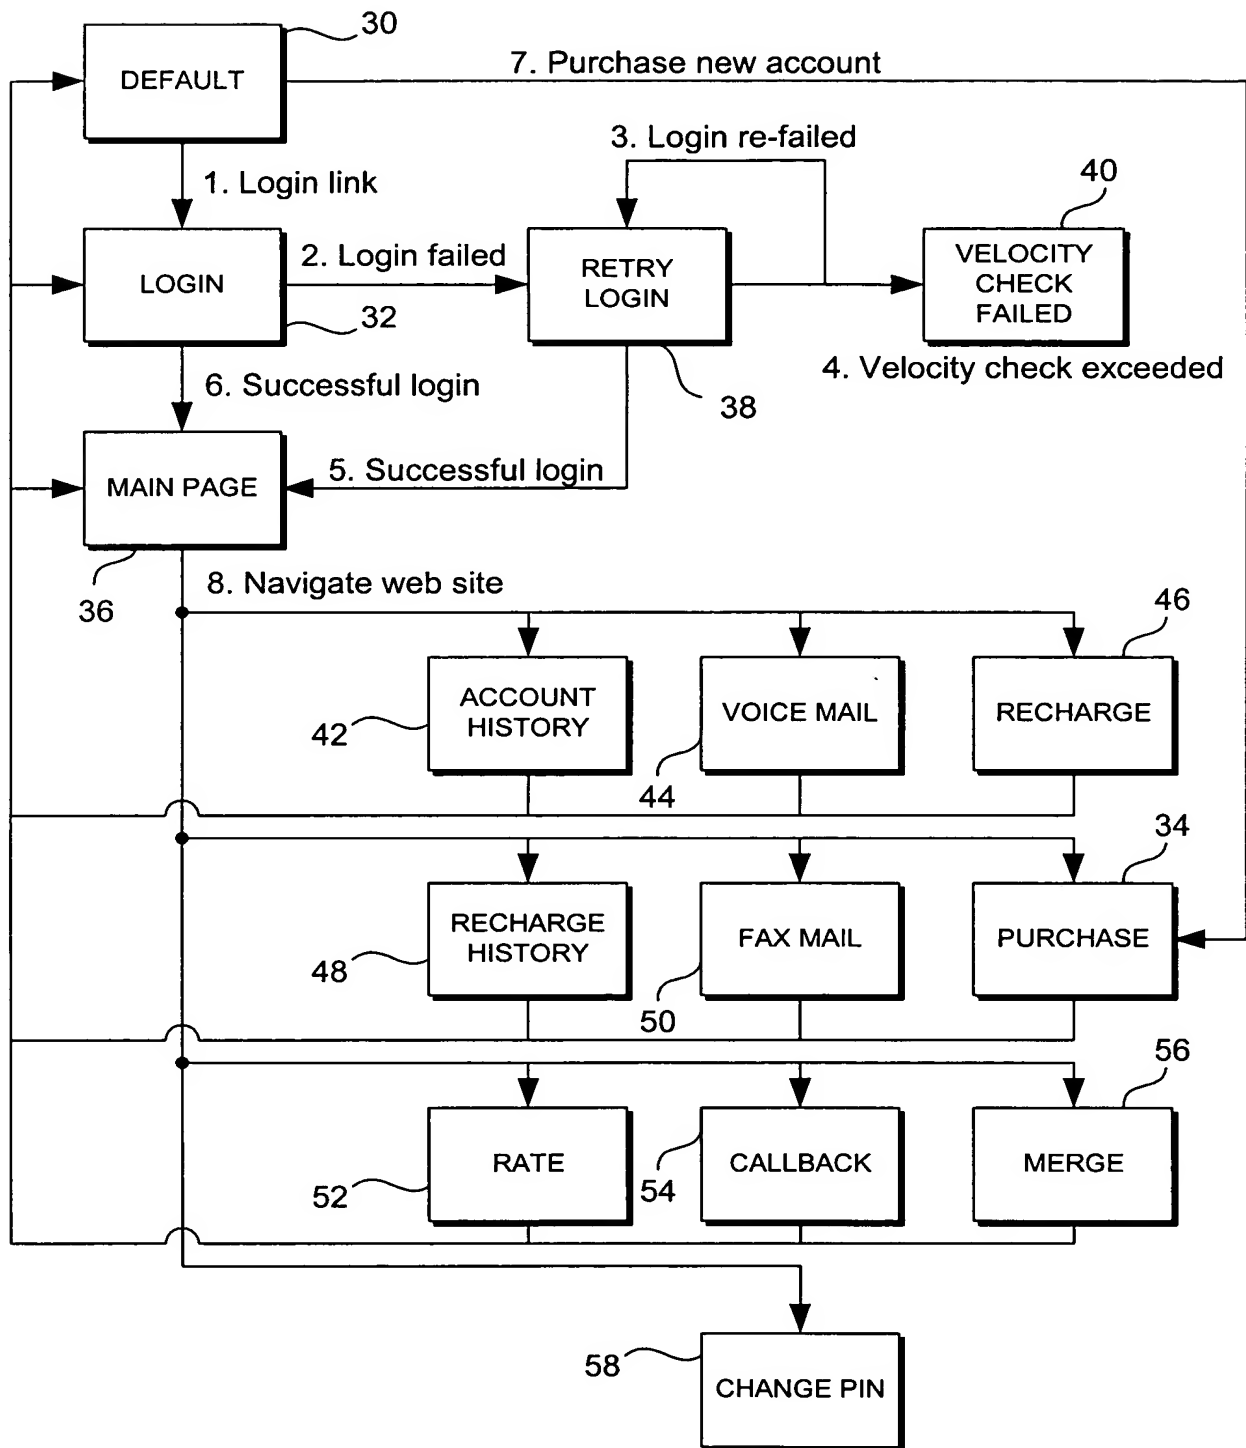 30
DEFAULT
7. Purchase new account
3. Login re-failed
1. Login link
40
LOGIN
2. Login failed
RETRY
LOGIN
VELOCITY
CHECK
FAILED
32
4. Velocity check exceeded
6. Successful login
38
MAIN PAGE
5. Successful login
36
8. Navigate web site
46
ACCOUNT
HISTORY
VOICE MAIL
RECHARGE
42
44
34
RECHARGE
HISTORY
FAX MAIL
PURCHASE
48
50
56
RATE
CALLBACK
MERGE
52
54
58
CHANGE PIN